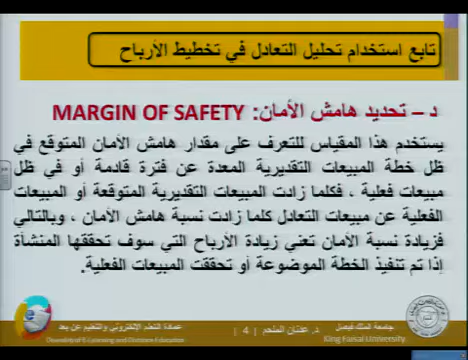 تابع استخدام تحليل التعادل في تخطيط الأرباح
د – تحديد هامش الأمان: MARGIN OF SAFETY
يستخدم هذا المقياس للتعرف على مقدار هامش الأمان المتوقع في
ظل خطة المبيعات التقديرية المعدة عن فترة قادمة أو في ظل
مبيعات فعلية ، فكلما زادت المبيعات التقديرية المتوقعة أو المبيعات
الفعلية عن مبيعات التعادل كلما زادت نسبة هامش الأمان ، وبالتالي
فزيادة نسبة الأمان تعني زيادة الأرباح التي سوف تحققها المنشأة
إذا تم تنفيذ الخطة الموضوعة أو تحققت المبيعات الفعلية.
جامعة الملك فيصل
King Faisal University
د. عدنان الملحم | 4 |
عمادة التعلم الإلكتروني والتعليم عن بعد
Deanship of E-Learning and Distance Education